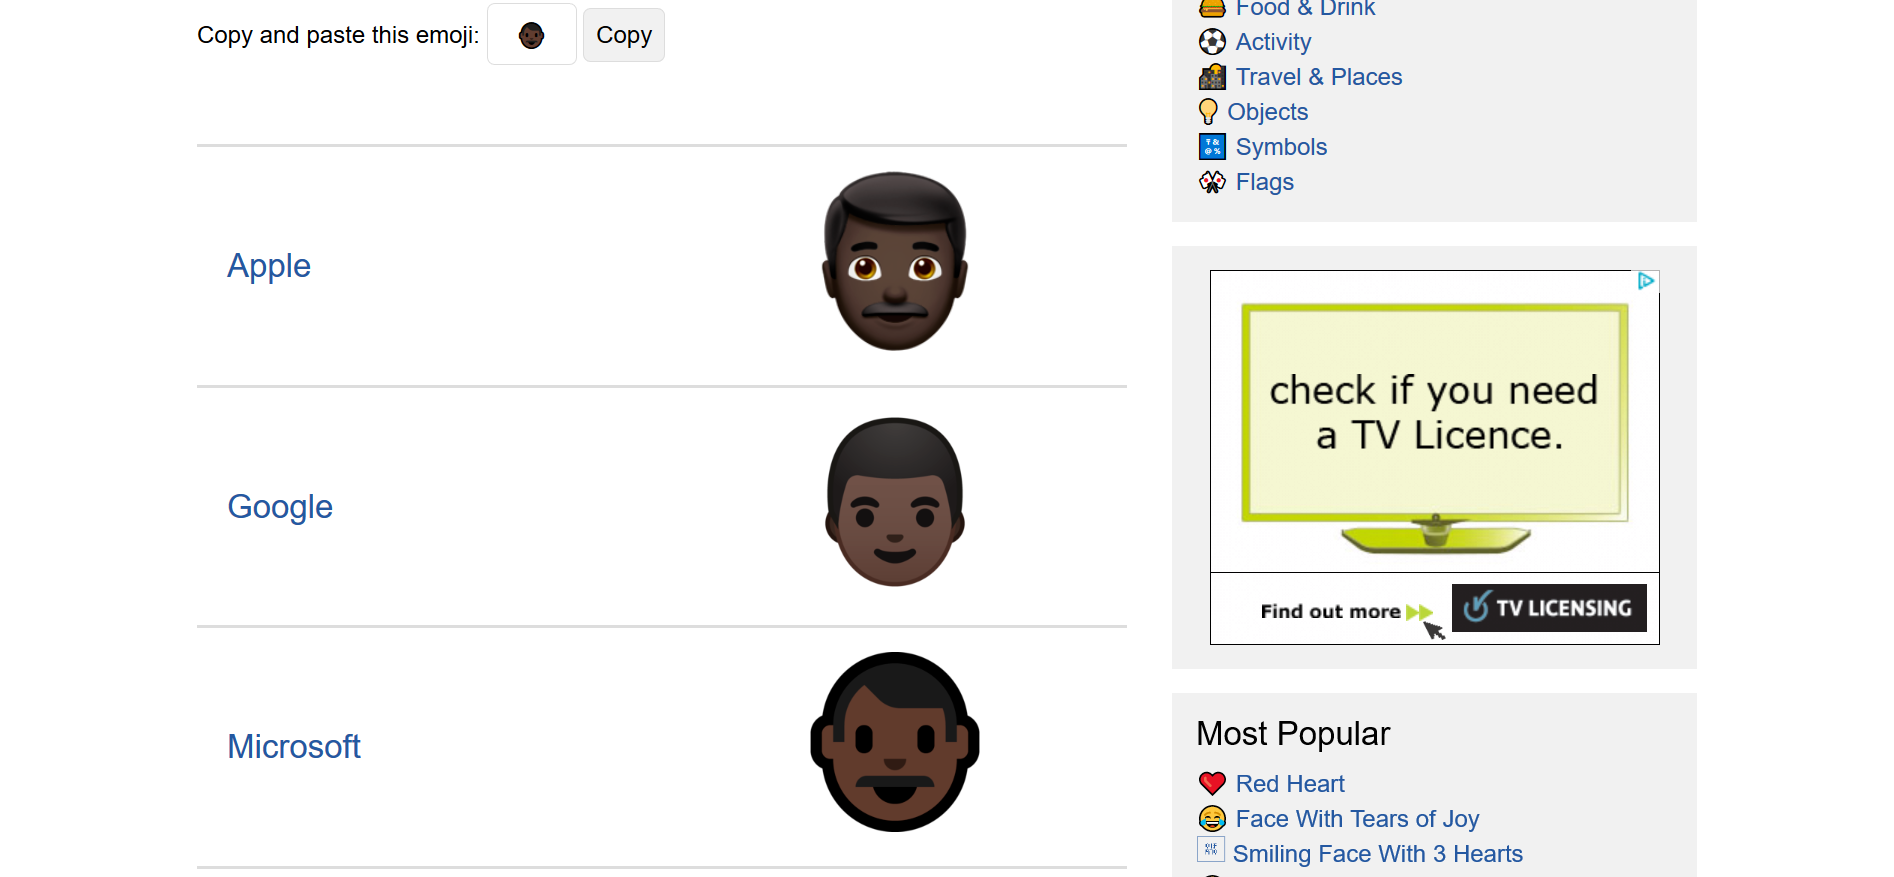 Copy and paste this emoji:
Copy
Apple
Google
Microsoft
Food & Drink
Activity
Travel & Places
Objects
Symbols
Flags
check if you need
a TV Licence.
Find out more
TV LICENSING
Most Popular
Red Heart
Face With Tears of Joy
Smiling Face With 3 Hearts